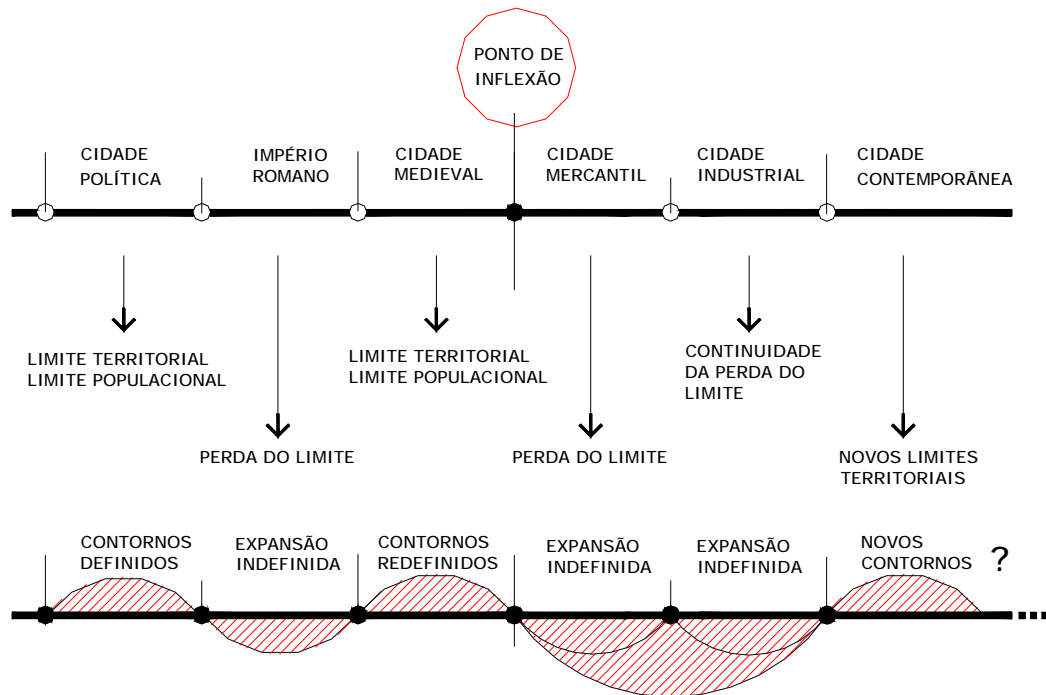 PONTO DE
INFLEXÃO
CIDADE
POLÍTICA
IMPÉRIO
ROMANO
CIDADE
MEDIEVAL
CIDADE
MERCANTIL
CIDADE
INDUSTRIAL
CIDADE
CONTEMPORÂNEA
LIMITE TERRITORIAL
LIMITE POPULACIONAL
LIMITE TERRITORIAL
LIMITE POPULACIONAL
CONTINUIDADE
DA PERDA DO
LIMITE
PERDA DO LIMITE
PERDA DO LIMITE
NOVOS LIMITES
TERRITORIAIS
CONTORNOS
DEFINIDOS
EXPANSÃO
INDEFINIDA
CONTORNOS
REDEFINIDOS
EXPANSÃO
INDEFINIDA
EXPANSÃO
INDEFINIDA
NOVOS
CONTORNOS
?